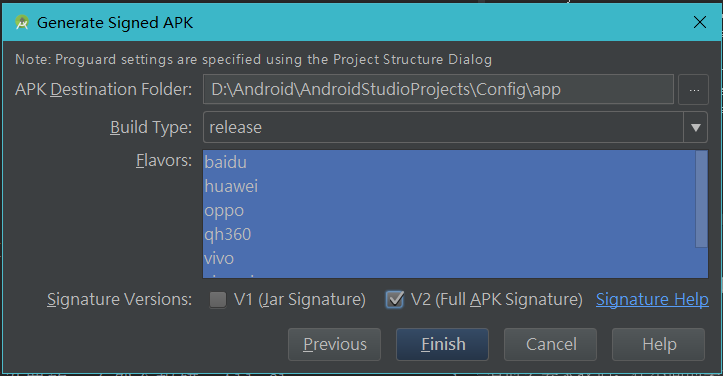 Generate Signed APK
Note: Proguard settings are specified using the Project Structure Dialog
APK Destination Folder: D:\Android\AndroidStudioProjects\Config\app ...
Build Type: release
Flavors: baidu
huawei
oppo
qh360
vivo
Signature Versions: V1 (Jar Signature) V2 (Full APK Signature) Signature Help
Previous Finish Cancel Help